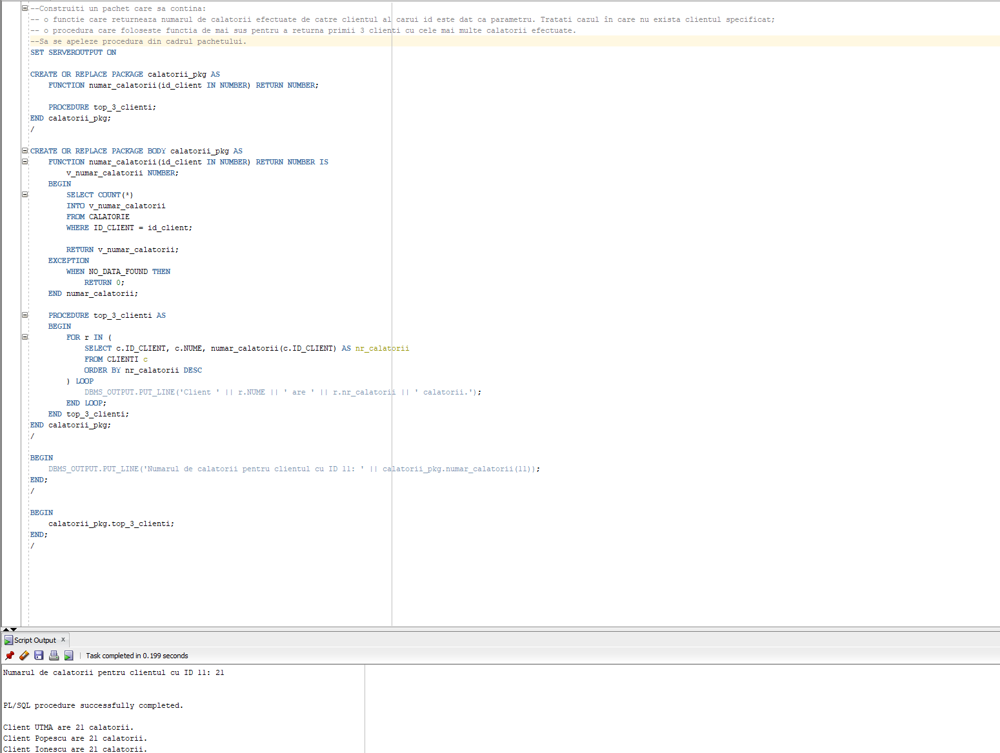 --Construiti un pachet care sa contina:
-- o functie care returneaza numarul de calatorii efectuate de catre clientul al carui id este dat ca parametru. Tratati cazul în care nu exista clientul specificat;
-- o procedura care foloseste functia de mai sus pentru a returna primii 3 clienti cu cele mai multe calatorii efectuate.
--Sa se apeleze procedura din cadrul pachetului.
SET SERVEROUTPUT ON
CREATE OR REPLACE PACKAGE calatorii_pkg AS
FUNCTION numar_calatorii(id_client IN NUMBER) RETURN NUMBER;
PROCEDURE top_3_clienti;
END calatorii_pkg;
/
CREATE OR REPLACE PACKAGE BODY calatorii_pkg AS
FUNCTION numar_calatorii(id_client IN NUMBER) RETURN NUMBER IS
v_numar_calatorii NUMBER;
BEGIN
SELECT COUNT(*)
INTO v_numar_calatorii
FROM CALATORIE
WHERE ID_CLIENT = id_client;
RETURN v_numar_calatorii;
EXCEPTION
WHEN NO_DATA_FOUND THEN
RETURN 0;
END numar_calatorii;
PROCEDURE top_3_clienti AS
BEGIN
FOR r IN (
SELECT c.ID_CLIENT, c.NUME, numar_calatorii(c.ID_CLIENT) AS nr_calatorii
FROM CLIENTI c
ORDER BY nr_calatorii DESC
) LOOP
DBMS_OUTPUT.PUT_LINE('Client ' || r.NUME || ' are ' || r.nr_calatorii || ' calatorii.');
END LOOP;
END top_3_clienti;
END calatorii_pkg;
/
BEGIN
DBMS_OUTPUT.PUT_LINE('Numarul de calatorii pentru clientul cu ID 11: ' || calatorii_pkg.numar_calatorii(11));
END;
/
BEGIN
calatorii_pkg.top_3_clienti;
END;
/
Script Output x
Task completed in 0.199 seconds
Numarul de calatorii pentru clientul cu ID 11: 21
PL/SQL procedure successfully completed.
Client UTMA are 21 calatorii.
Client Popescu are 21 calatorii.
Client Ionescu are 21 calatorii.